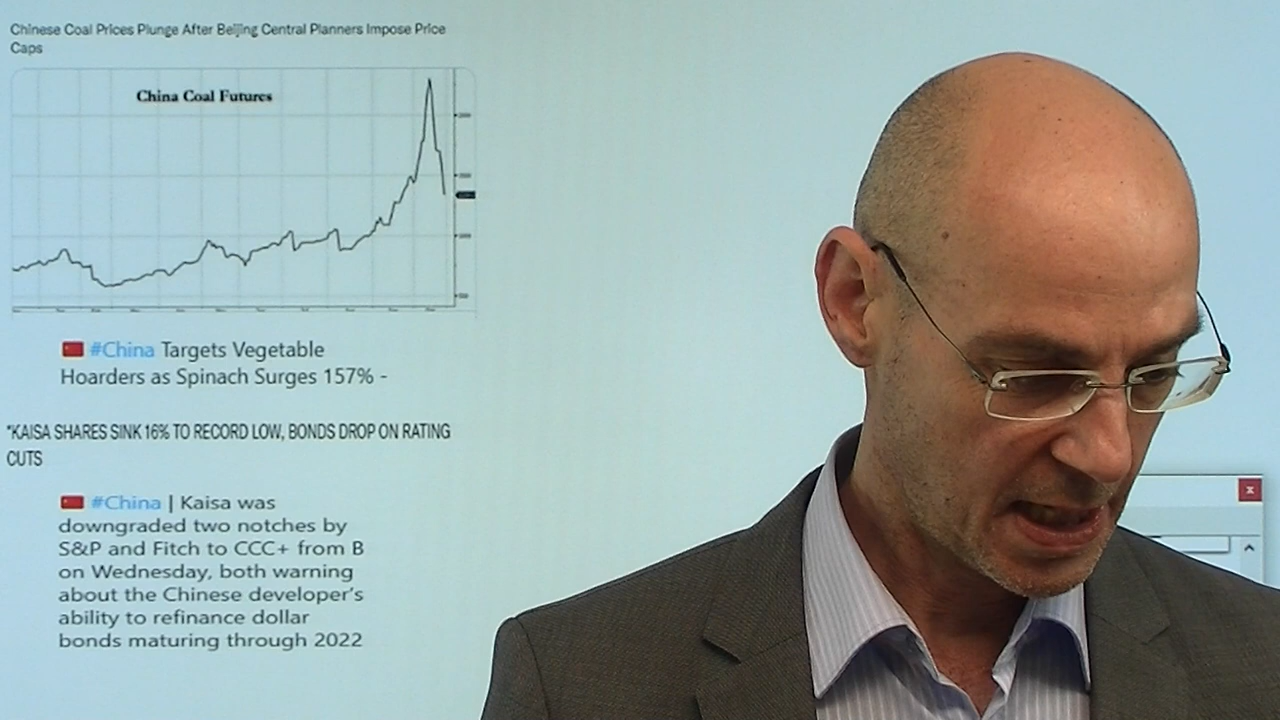 Chinese Coal Prices Plunge After Beijing Central Planners Impose Price
Caps
China Coal Futures
#China Targets Vegetable
Hoarders as Spinach Surges 157% -
*KAISA SHARES SINK 16% TO RECORD LOW, BONDS DROP ON RATING
CUTS
#China | Kaisa was
downgraded two notches by
S&P and Fitch to CCC+ from B
on Wednesday, both warning
about the Chinese developer's
ability to refinance dollar
bonds maturing through 2022